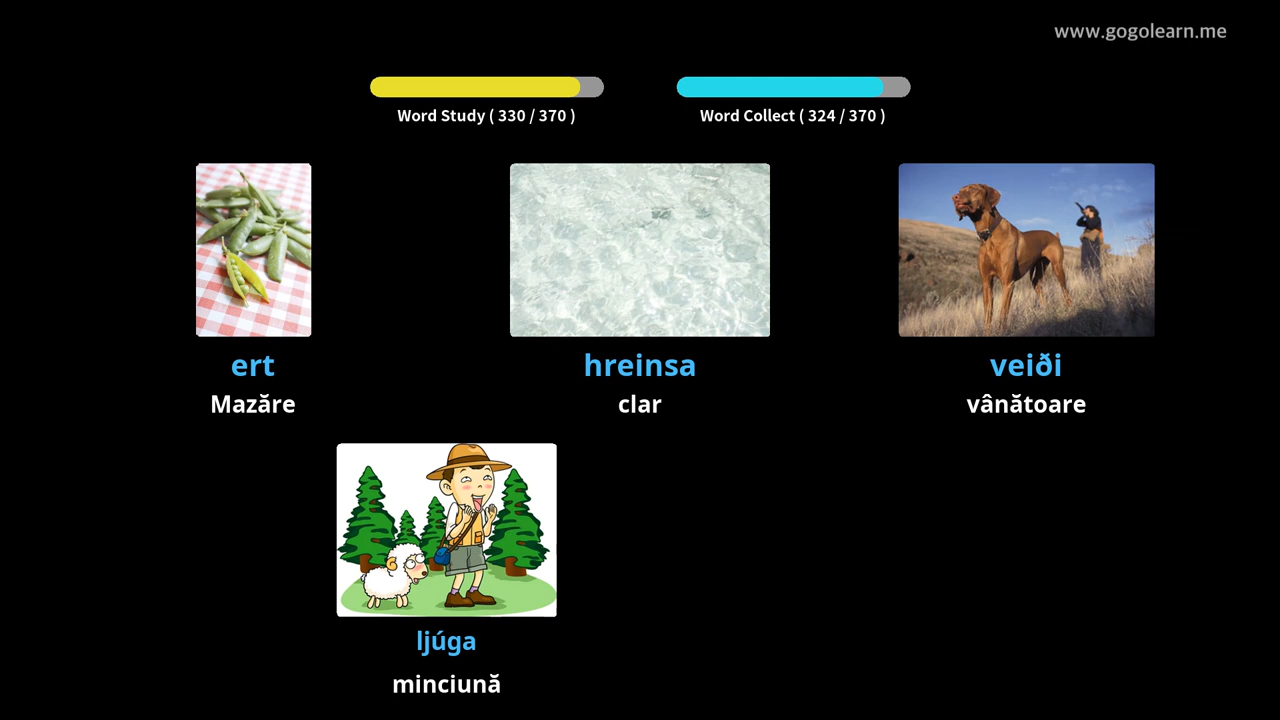 www.gogolearn.me
Word Study ( 330 / 370 )
Word Collect ( 324 / 370 )
ert
Mazăre
hreinsa
clar
veiði
vânătoare
ljúga
minciună